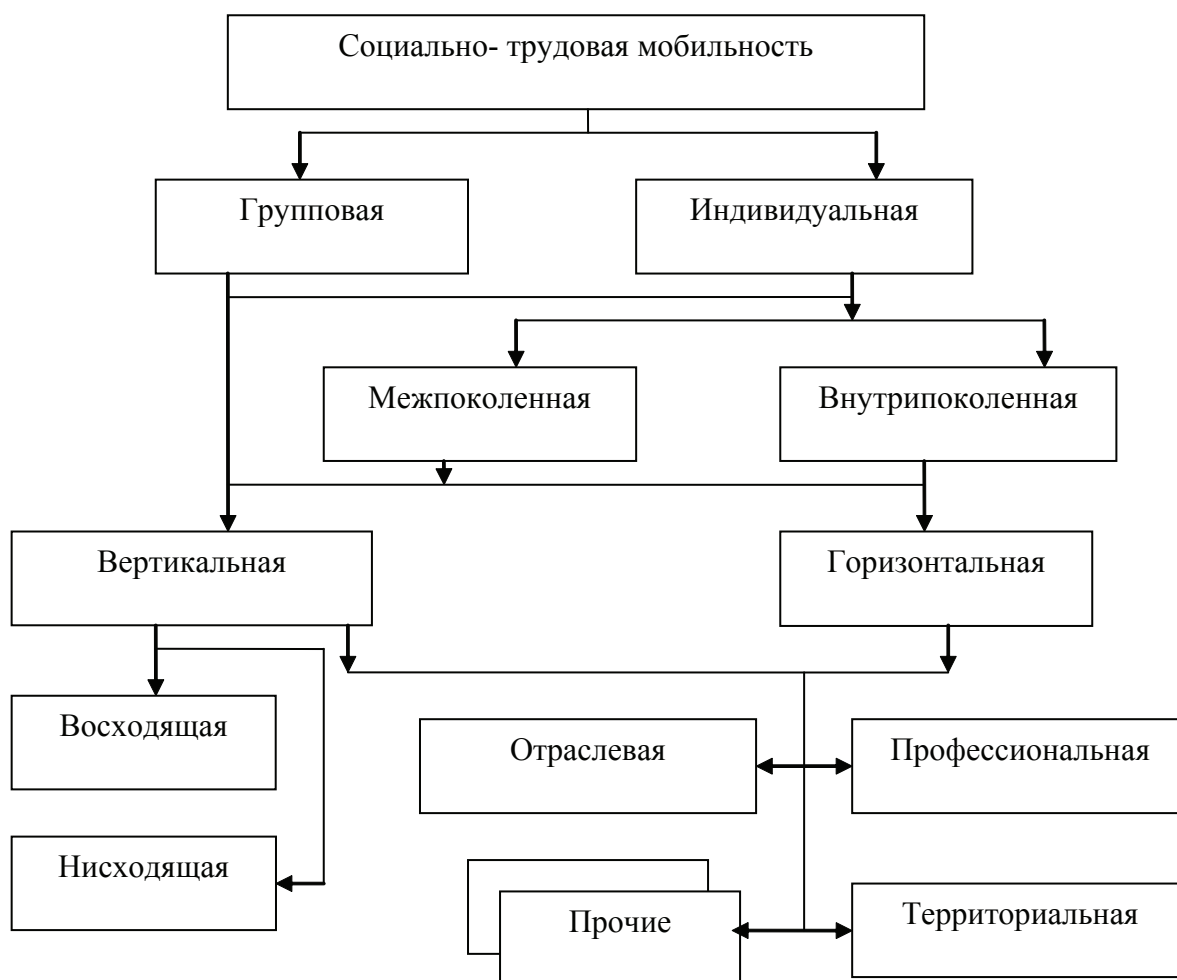 Социально- трудовая мобильность
Групповая
Индивидуальная
Межпоколенная
Внутрипоколенная
Вертикальная
Горизонтальная
Восходящая
Отраслевая
Профессиональная
Нисходящая
Прочие
Территориальная